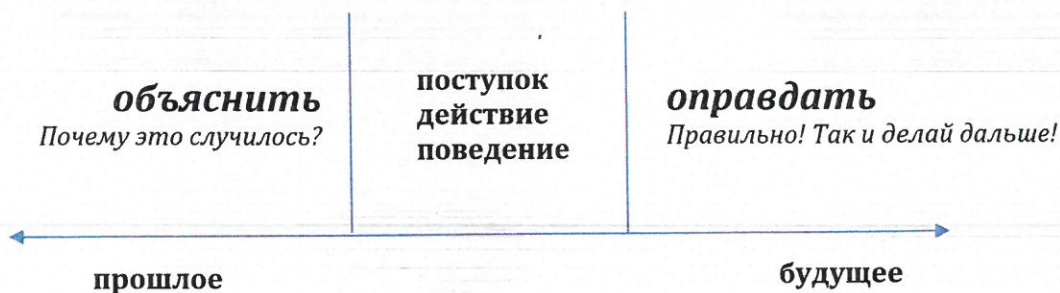 объяснить
Почему это случилось?
поступок
действие
поведение
оправдать
Правильно! Так и делай дальше!
прошлое
будущее